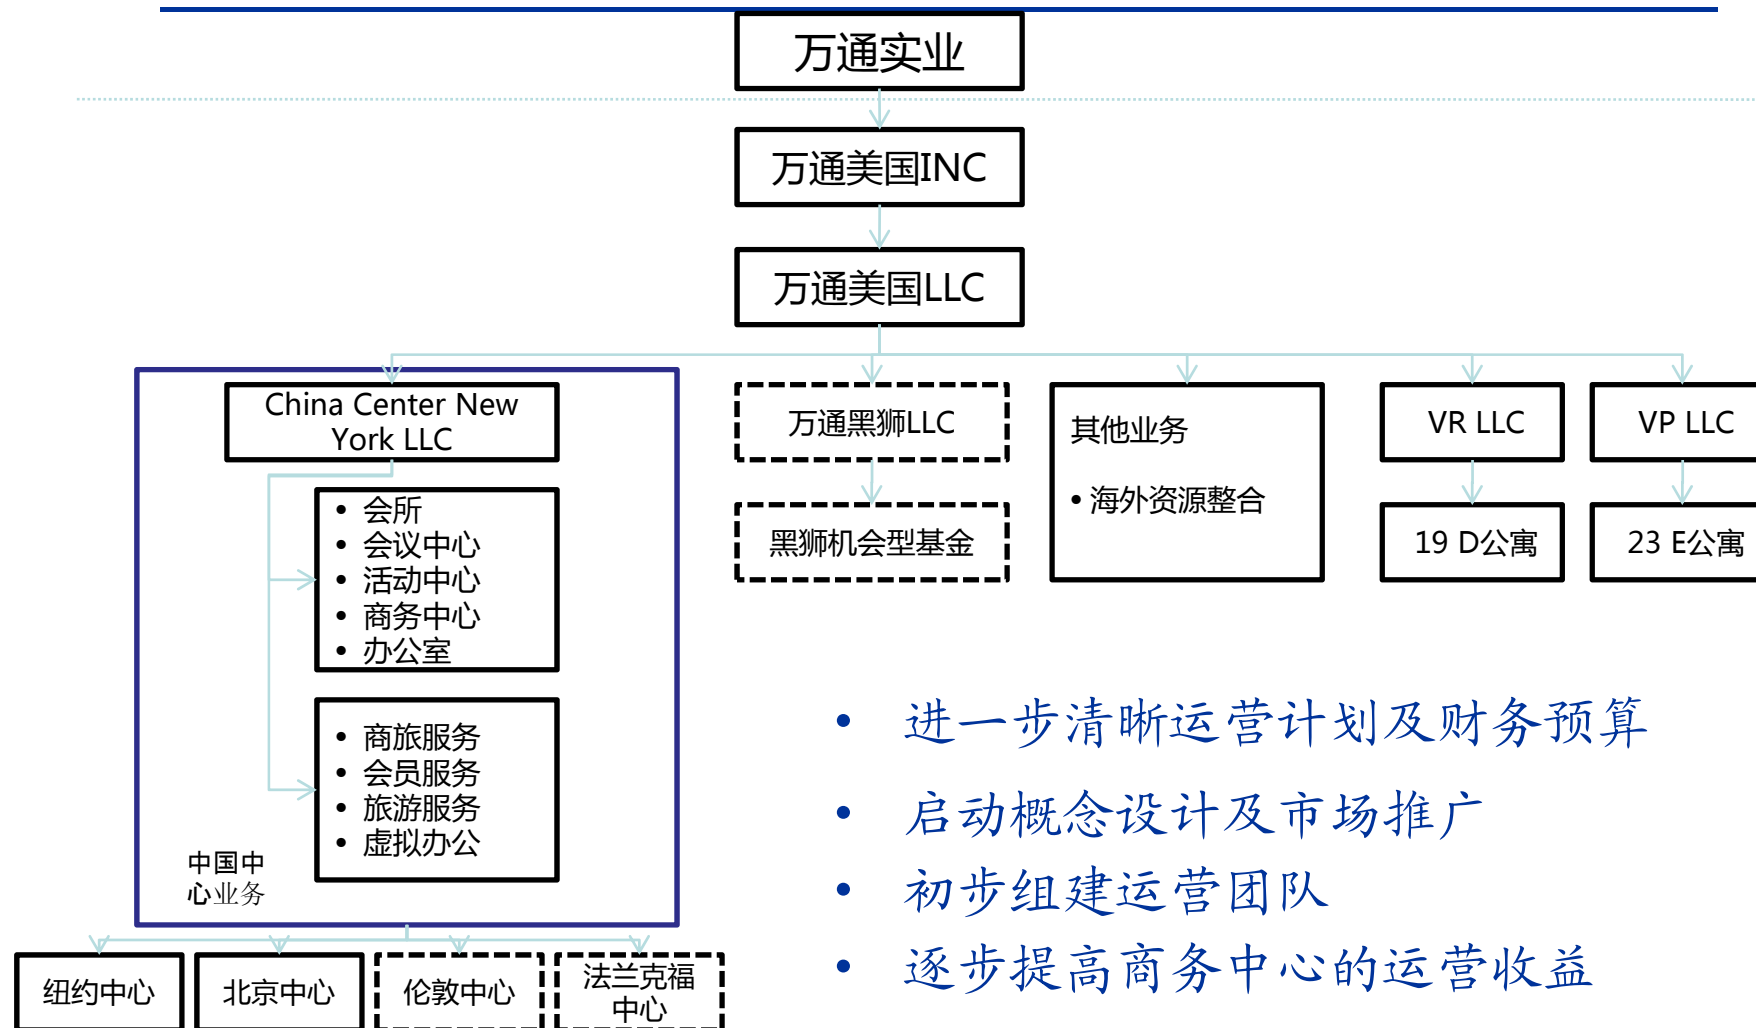 万通实业
万通美国INC
万通美国LLC
China Center New
York LLC
• 会所
• 会议中心
• 活动中心
• 商务中心
• 办公室
• 商旅服务
• 会员服务
• 旅游服务
• 虚拟办公
中国中
心业务
纽约中心
北京中心
伦敦中心
法兰克福
中心
万通黑狮LLC
黑狮机会型基金
其他业务
• 海外资源整合
VR LLC
19 D公寓
VP LLC
23 E公寓
• 进一步清晰运营计划及财务预算
• 启动概念设计及市场推广
• 初步组建运营团队
• 逐步提高商务中心的运营收益